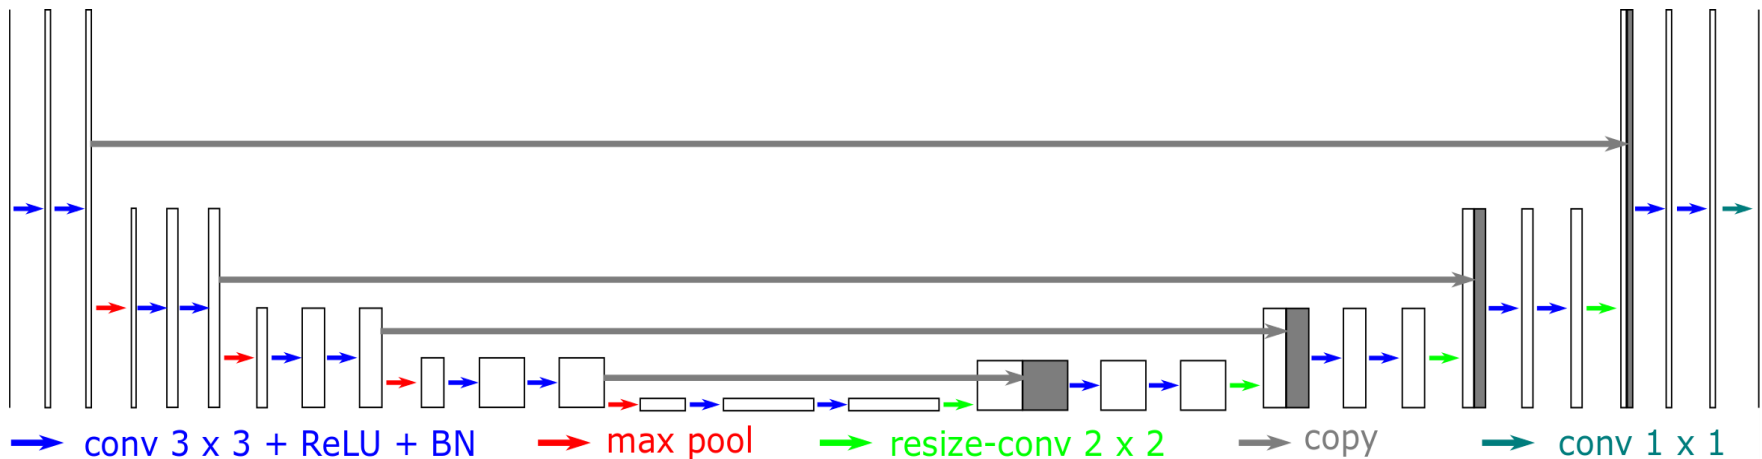 conv 3 x 3 + ReLU + BN max pool resize-conv 2 x 2 copy conv 1 x 1